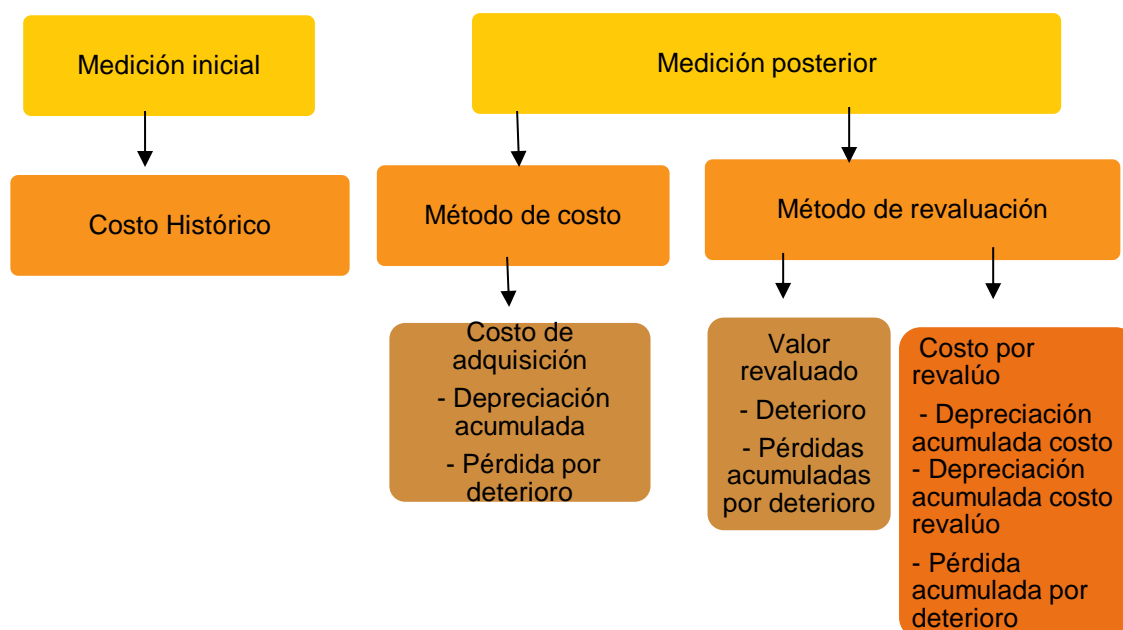 Medición inicial
Medición posterior
Costo Histórico
Método de costo
Método de revaluación
Costo de
adquisición
- Depreciación
acumulada
- Pérdida por
deterioro
Valor
revaluado
- Deterioro
- Pérdidas
acumuladas
por deterioro
Costo por
revalúo
- Depreciación
acumulada costo
- Depreciación
acumulada costo
revalúo
- Pérdida
acumulada por
deterioro